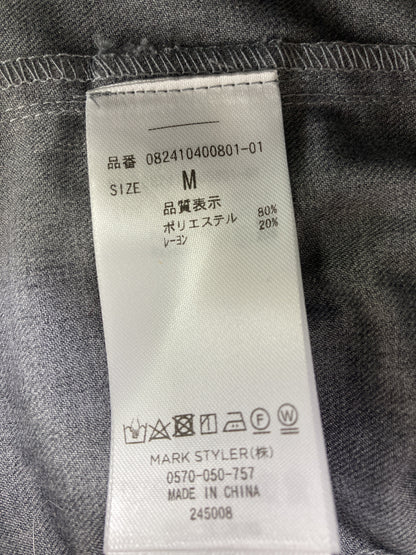 品番 082410400801-01
SIZE M
品質表示
ポリエステル 80%
レーヨン 20%
MARK STYLER(株)
0570-050-757
MADE IN CHINA
245008